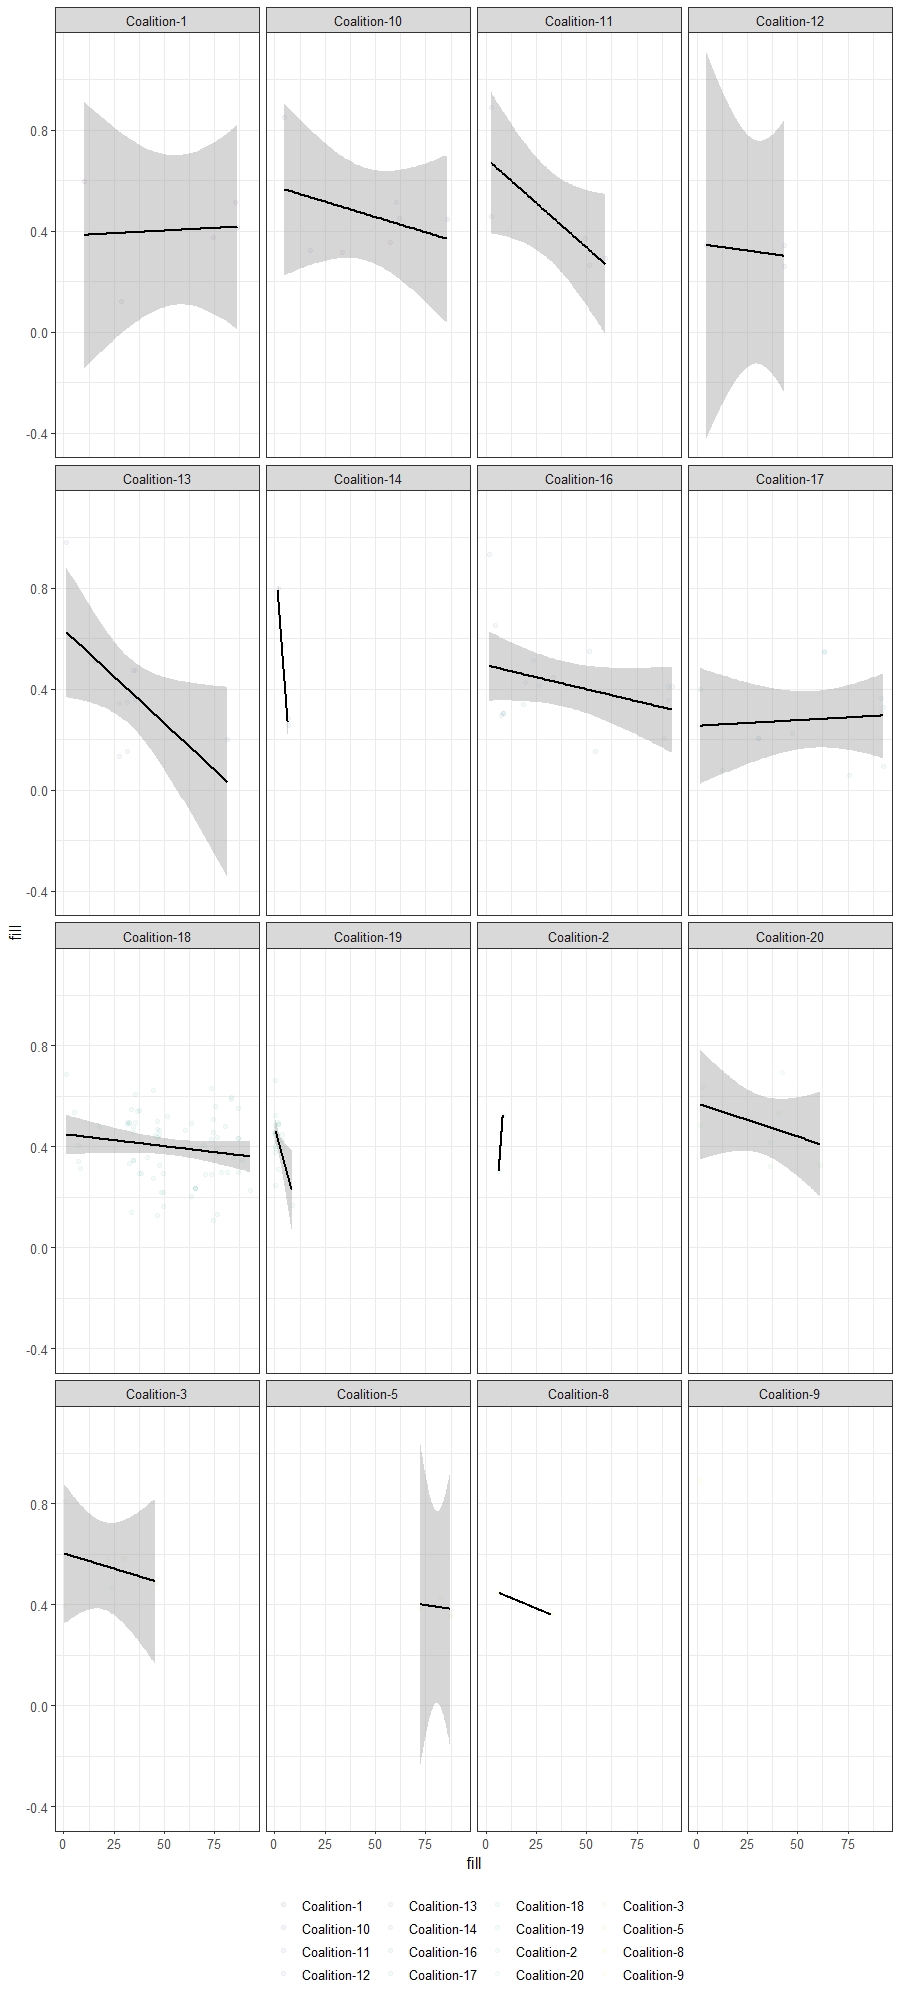 Coalition-1 Coalition-10 Coalition-11 Coalition-12
0.8
0.4
0.0
-0.4
Coalition-13 Coalition-14 Coalition-16 Coalition-17
0.8
0.4
0.0
-0.4
fill
Coalition-18 Coalition-19 Coalition-2 Coalition-20
0.8
0.4
0.0
-0.4
Coalition-3 Coalition-5 Coalition-8 Coalition-9
0.8
0.4
0.0
-0.4
0 25 50 75 0 25 50 75 0 25 50 75 0 25 50 75
fill
Coalition-1 Coalition-13 Coalition-18 Coalition-3
Coalition-10 Coalition-14 Coalition-19 Coalition-5
Coalition-11 Coalition-16 Coalition-2 Coalition-8
Coalition-12 Coalition-17 Coalition-20 Coalition-9